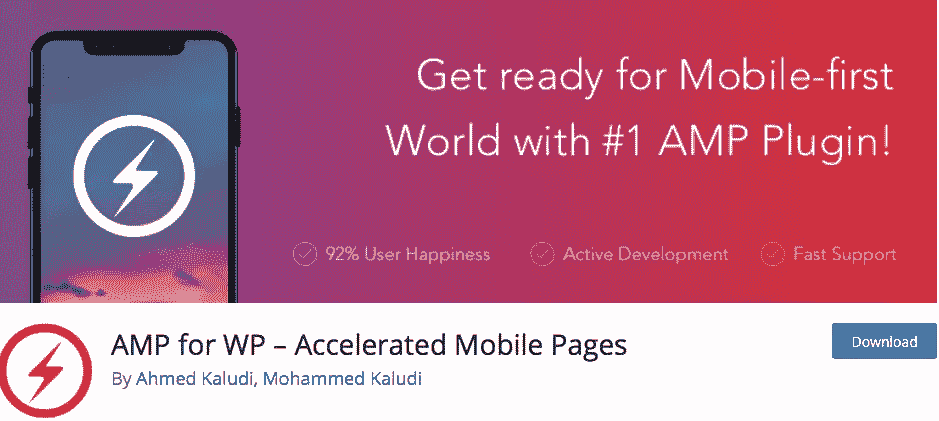 Get ready for Mobile-first
World with #1 AMP Plugin!
92% User Happiness
Active Development
Fast Support
AMP for WP – Accelerated Mobile Pages
Download
By Ahmed Kaludi, Mohammed Kaludi